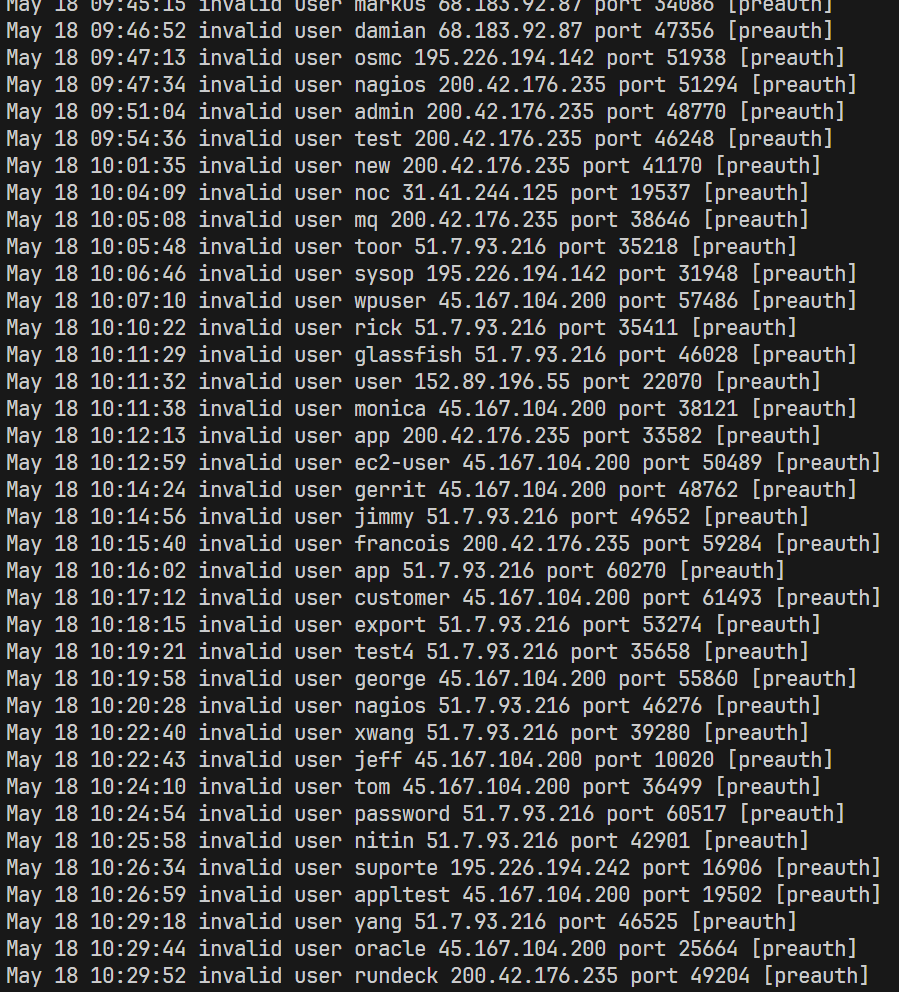 May 18 09:45:15 invalid user markus 68.183.92.87 port 34086 [preauth]
May 18 09:46:52 invalid user damian 68.183.92.87 port 47356 [preauth]
May 18 09:47:13 invalid user osmc 195.226.194.142 port 51938 [preauth]
May 18 09:47:34 invalid user nagios 200.42.176.235 port 51294 [preauth]
May 18 09:51:04 invalid user admin 200.42.176.235 port 48770 [preauth]
May 18 09:54:36 invalid user test 200.42.176.235 port 46248 [preauth]
May 18 10:01:35 invalid user new 200.42.176.235 port 41170 [preauth]
May 18 10:04:09 invalid user noc 31.41.244.125 port 19537 [preauth]
May 18 10:05:08 invalid user mq 200.42.176.235 port 38646 [preauth]
May 18 10:05:48 invalid user toor 51.7.93.216 port 35218 [preauth]
May 18 10:06:46 invalid user sysop 195.226.194.142 port 31948 [preauth]
May 18 10:07:10 invalid user wpuser 45.167.104.200 port 57486 [preauth]
May 18 10:10:22 invalid user rick 51.7.93.216 port 35411 [preauth]
May 18 10:11:29 invalid user glassfish 51.7.93.216 port 46028 [preauth]
May 18 10:11:32 invalid user user 152.89.196.55 port 22070 [preauth]
May 18 10:11:38 invalid user monica 45.167.104.200 port 38121 [preauth]
May 18 10:12:13 invalid user app 200.42.176.235 port 33582 [preauth]
May 18 10:12:59 invalid user ec2-user 45.167.104.200 port 50489 [preauth]
May 18 10:14:24 invalid user gerrit 45.167.104.200 port 48762 [preauth]
May 18 10:14:56 invalid user jimmy 51.7.93.216 port 49652 [preauth]
May 18 10:15:40 invalid user francois 200.42.176.235 port 59284 [preauth]
May 18 10:16:02 invalid user app 51.7.93.216 port 60270 [preauth]
May 18 10:17:12 invalid user customer 45.167.104.200 port 61493 [preauth]
May 18 10:18:15 invalid user export 51.7.93.216 port 53274 [preauth]
May 18 10:19:21 invalid user test4 51.7.93.216 port 35658 [preauth]
May 18 10:19:58 invalid user george 45.167.104.200 port 55860 [preauth]
May 18 10:20:28 invalid user nagios 51.7.93.216 port 46276 [preauth]
May 18 10:22:40 invalid user xwang 51.7.93.216 port 39280 [preauth]
May 18 10:22:43 invalid user jeff 45.167.104.200 port 10020 [preauth]
May 18 10:24:10 invalid user tom 45.167.104.200 port 36499 [preauth]
May 18 10:24:54 invalid user password 51.7.93.216 port 60517 [preauth]
May 18 10:25:58 invalid user nitin 51.7.93.216 port 42901 [preauth]
May 18 10:26:34 invalid user suporte 195.226.194.242 port 16906 [preauth]
May 18 10:26:59 invalid user appltest 45.167.104.200 port 19502 [preauth]
May 18 10:29:18 invalid user yang 51.7.93.216 port 46525 [preauth]
May 18 10:29:44 invalid user oracle 45.167.104.200 port 25664 [preauth]
May 18 10:29:52 invalid user rundeck 200.42.176.235 port 49204 [preauth]